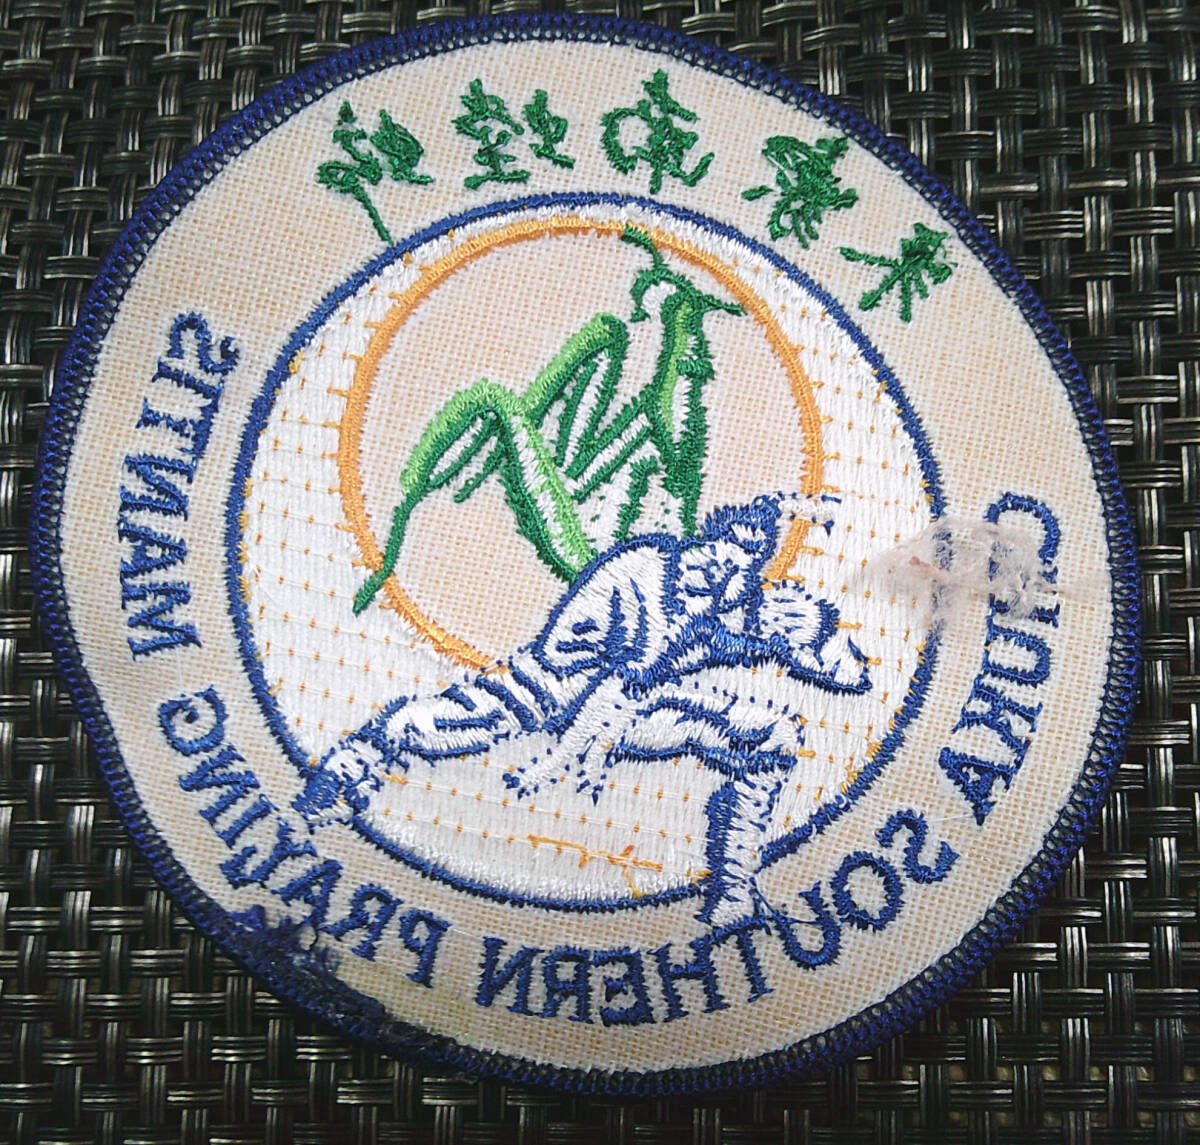 朱家南螳螂
CHUKA SOUTHERN PRAYING MANTIS